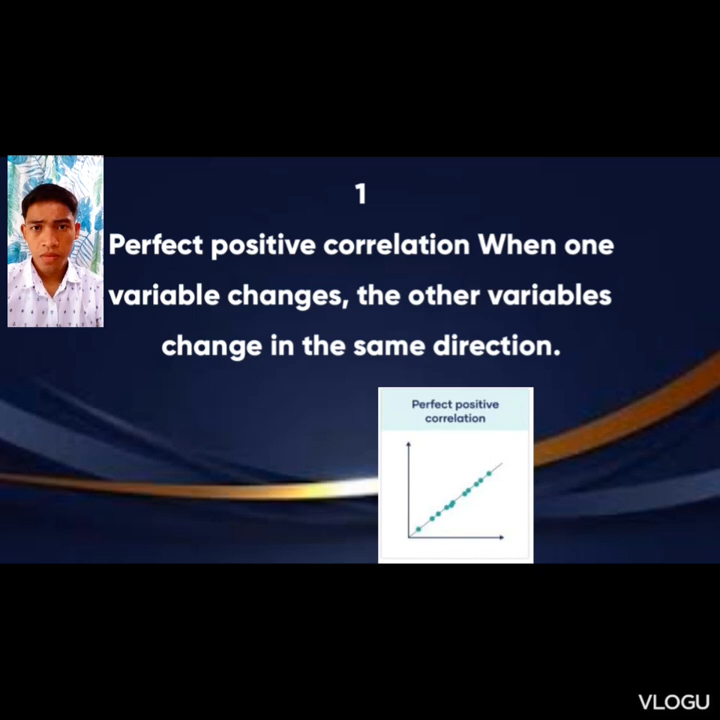 1
Perfect positive correlation When one
variable changes, the other variables
change in the same direction.
Perfect positive
correlation
VLOGU